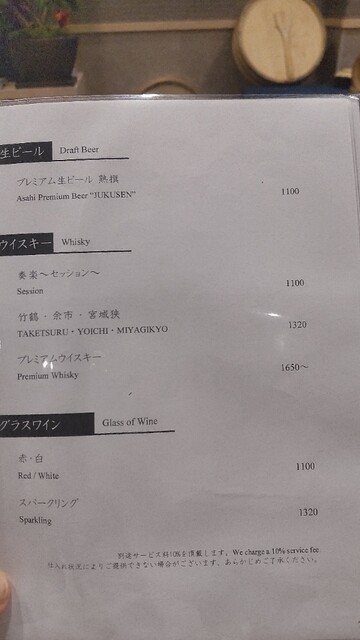 生ビール Draft Beer
プレミアム生ビール 熟撰
Asahi Premium Beer "JUKUSEN" 1100
ウイスキー Whisky
奏楽～セッション～
Session 1100
竹鶴・余市・宮城狭 1320
TAKETSURU・YOICHI・MIYAGIKYO
プレミアムウイスキー
Premium Whisky 1650～
グラスワイン Glass of Wine
赤・白
Red / White 1100
スパークリング
Sparkling 1320
別途サービス料10%を頂戴します。We charge a 10% service fee
仕入れ状況によりご提供できない場合がございます、あらかじめご了承ください。